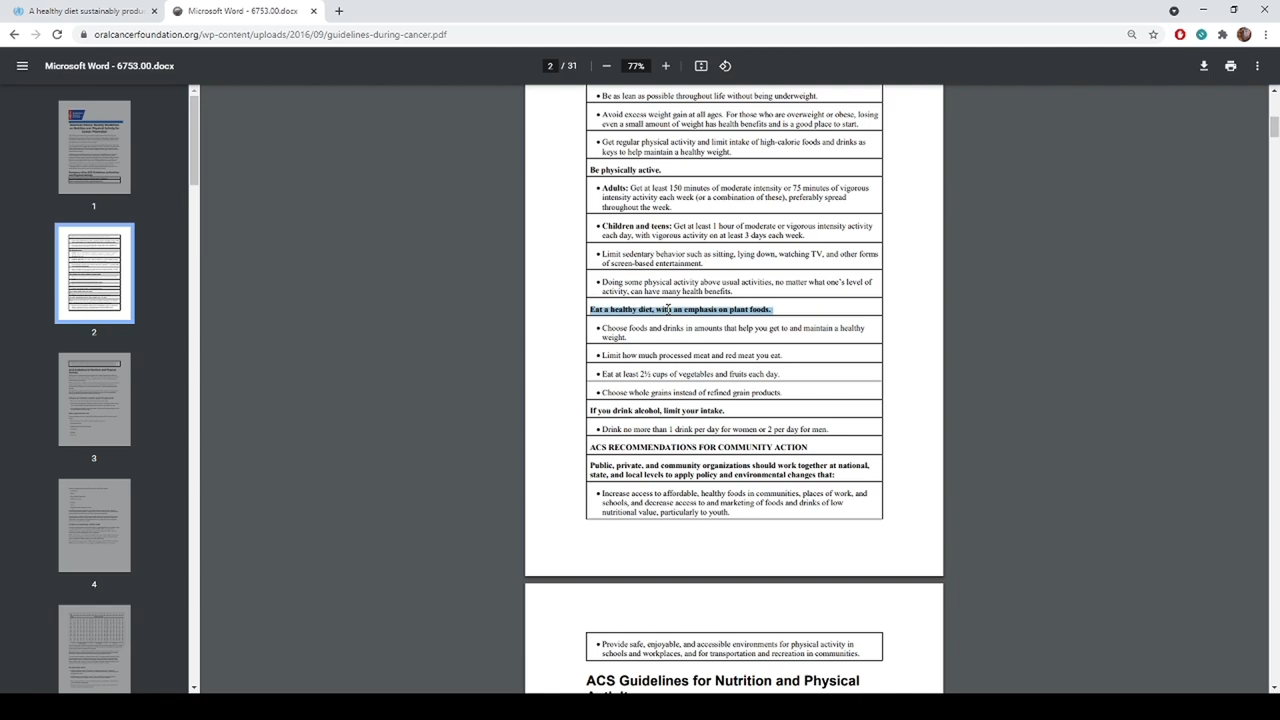 A healthy diet sustainably produ
Microsoft Word - 6753.00.docx
oralcancerfoundation.org/wp-content/uploads/2016/09/guidelines-during-cancer.pdf
Microsoft Word - 6753.00.docx
2 / 31
77%
1
2
3
4
• Be as lean as possible throughout life without being underweight.
• Avoid excess weight gain at all ages. For those who are overweight or obese, losing
even a small amount of weight has health benefits and is a good place to start.
• Get regular physical activity and limit intake of high-calorie foods and drinks as
keys to help maintain a healthy weight.
Be physically active.
• Adults: Get at least 150 minutes of moderate intensity or 75 minutes of vigorous
intensity activity each week (or a combination of these), preferably spread
throughout the week.
• Children and teens: Get at least 1 hour of moderate or vigorous intensity activity
each day, with vigorous activity on at least 3 days each week.
• Limit sedentary behavior such as sitting, lying down, watching TV, and other forms
of screen-based entertainment.
• Doing some physical activity above usual activities, no matter what one's level of
activity, can have many health benefits.
Eat a healthy diet, with an emphasis on plant foods.
• Choose foods and drinks in amounts that help you get to and maintain a healthy
weight.
• Limit how much processed meat and red meat you eat.
• Eat at least 2½ cups of vegetables and fruits each day.
• Choose whole grains instead of refined grain products.
If you drink alcohol, limit your intake.
• Drink no more than 1 drink per day for women or 2 per day for men.
ACS RECOMMENDATIONS FOR COMMUNITY ACTION
Public, private, and community organizations should work together at national,
state, and local levels to apply policy and environmental changes that:
• Increase access to affordable, healthy foods in communities, places of work, and
schools, and decrease access to and marketing of foods and drinks of low
nutritional value, particularly to youth.
• Provide safe, enjoyable, and accessible environments for physical activity in
schools and workplaces, and for transportation and recreation in communities.
ACS Guidelines for Nutrition and Physical